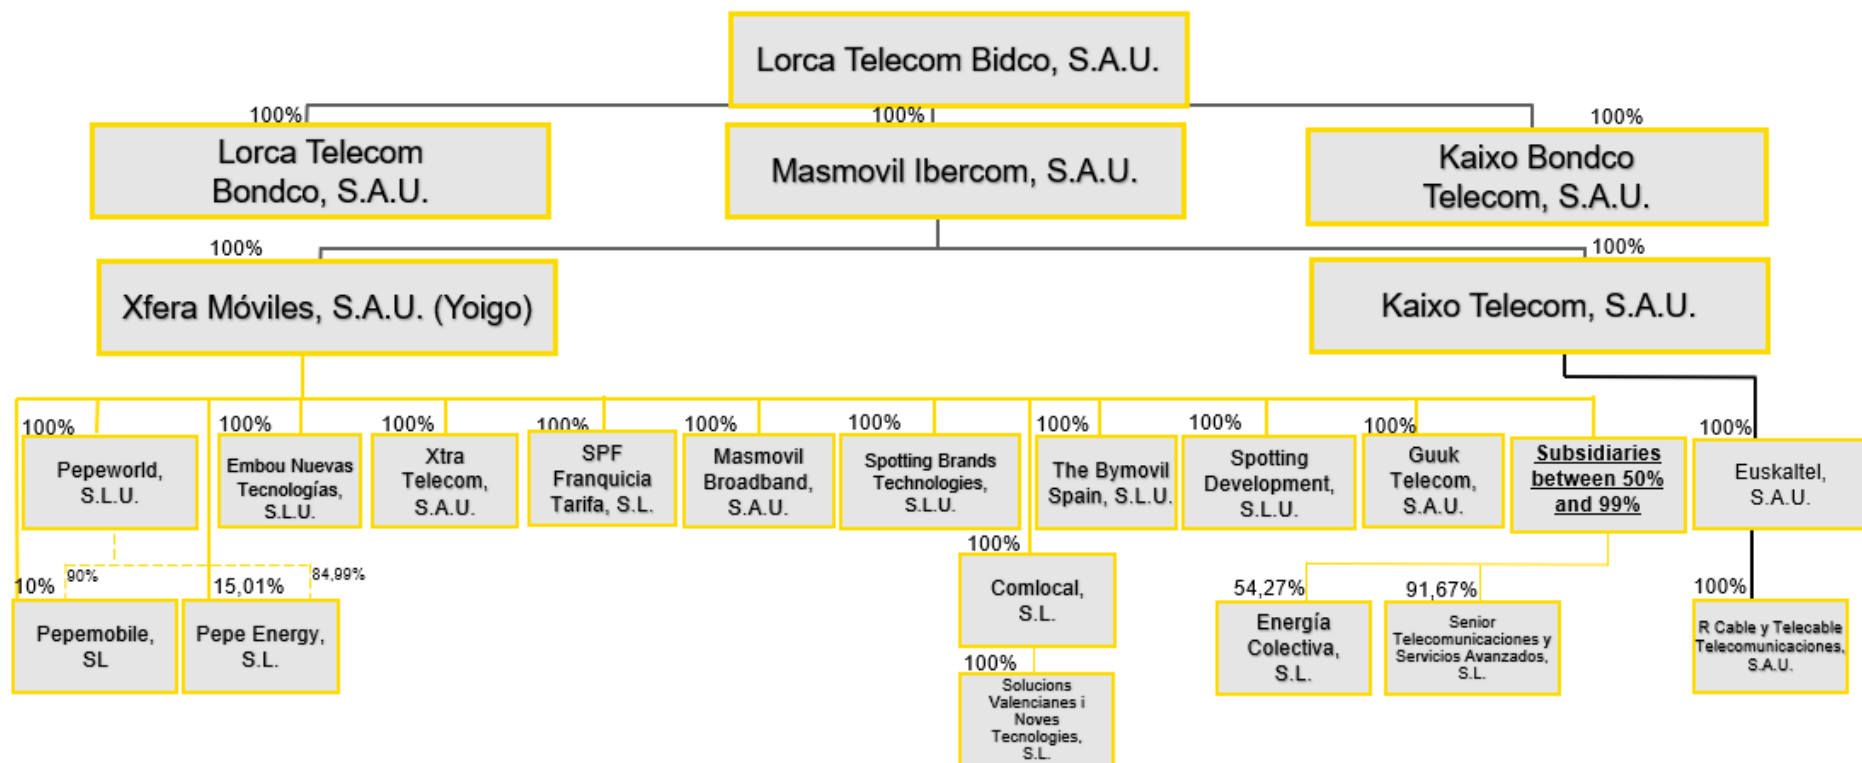 Lorca Telecom Bidco, S.A.U.
100%
100%
100%
Lorca Telecom
Bondco, S.A.U.
Masmovil Ibercom, S.A.U.
Kaixo Bondco
Telecom, S.A.U.
100%
100%
Xfera Móviles, S.A.U. (Yoigo)
Kaixo Telecom, S.A.U.
100%
Pepeworld,
S.L.U.
100%
Embou Nuevas
Tecnologías,
S.L.U.
100%
Xtra
Telecom,
S.A.U.
100%
SPF
Franquicia
Tarifa, S.L.
100%
Masmovil
Broadband,
S.A.U.
100%
Spotting Brands
Technologies,
S.L.U.
100%
The Bymovil
Spain, S.L.U.
100%
Spotting
Development,
S.L.U.
100%
Guuk
Telecom,
S.A.U.
Subsidiaries
between 50%
and 99%
100%
Euskaltel,
S.A.U.
10%
90%
Pepemobile,
SL
15,01%
84,99%
Pepe Energy,
S.L.
100%
Comlocal,
S.L.
100%
Solucions
Valencianes i
Noves
Tecnologies,
S.L.
54,27%
Energía
Colectiva,
S.L.
91,67%
Senior
Telecomunicaciones y
Servicios Avanzados,
S.L.
100%
R Cable y Telecable
Telecomunicaciones,
S.A.U.